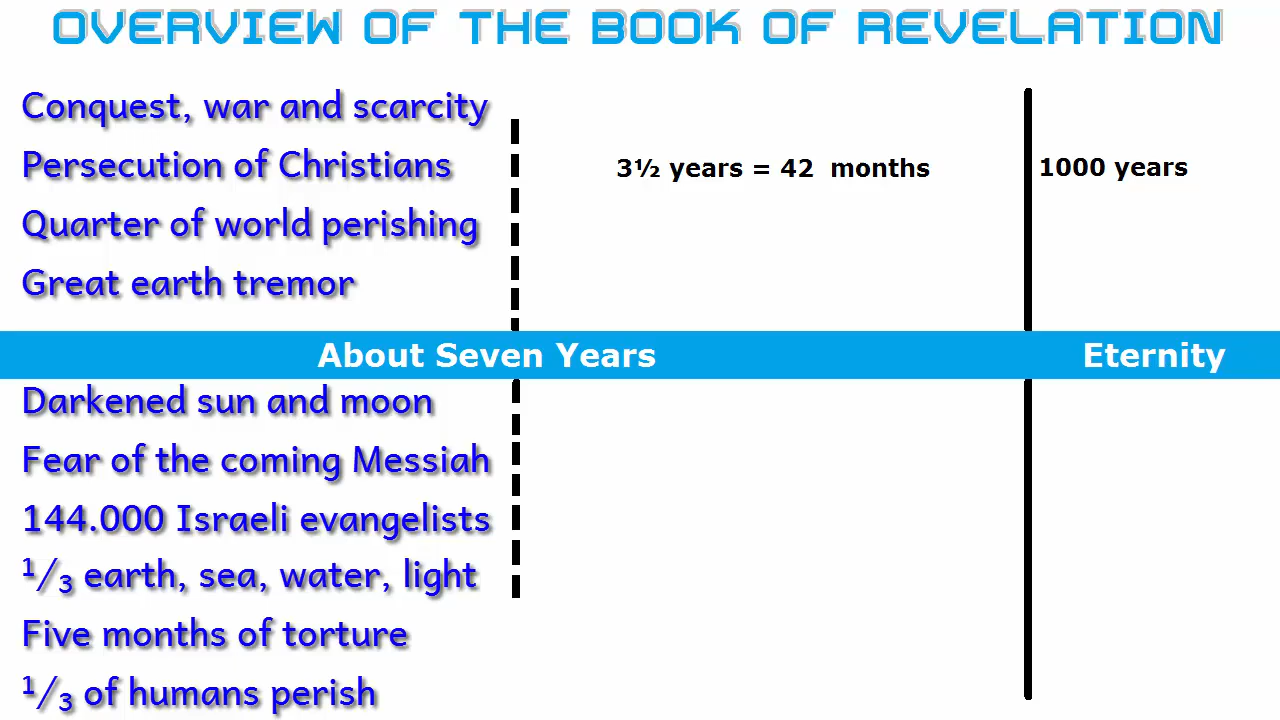 OVERVIEW OF THE BOOK OF REVELATION
Conquest, war and scarcity
Persecution of Christians
3½ years = 42 months
1000 years
Quarter of world perishing
Great earth tremor
About Seven Years
Eternity
Darkened sun and moon
Fear of the coming Messiah
144.000 Israeli evangelists
1/3 earth, sea, water, light
Five months of torture
1/3 of humans perish